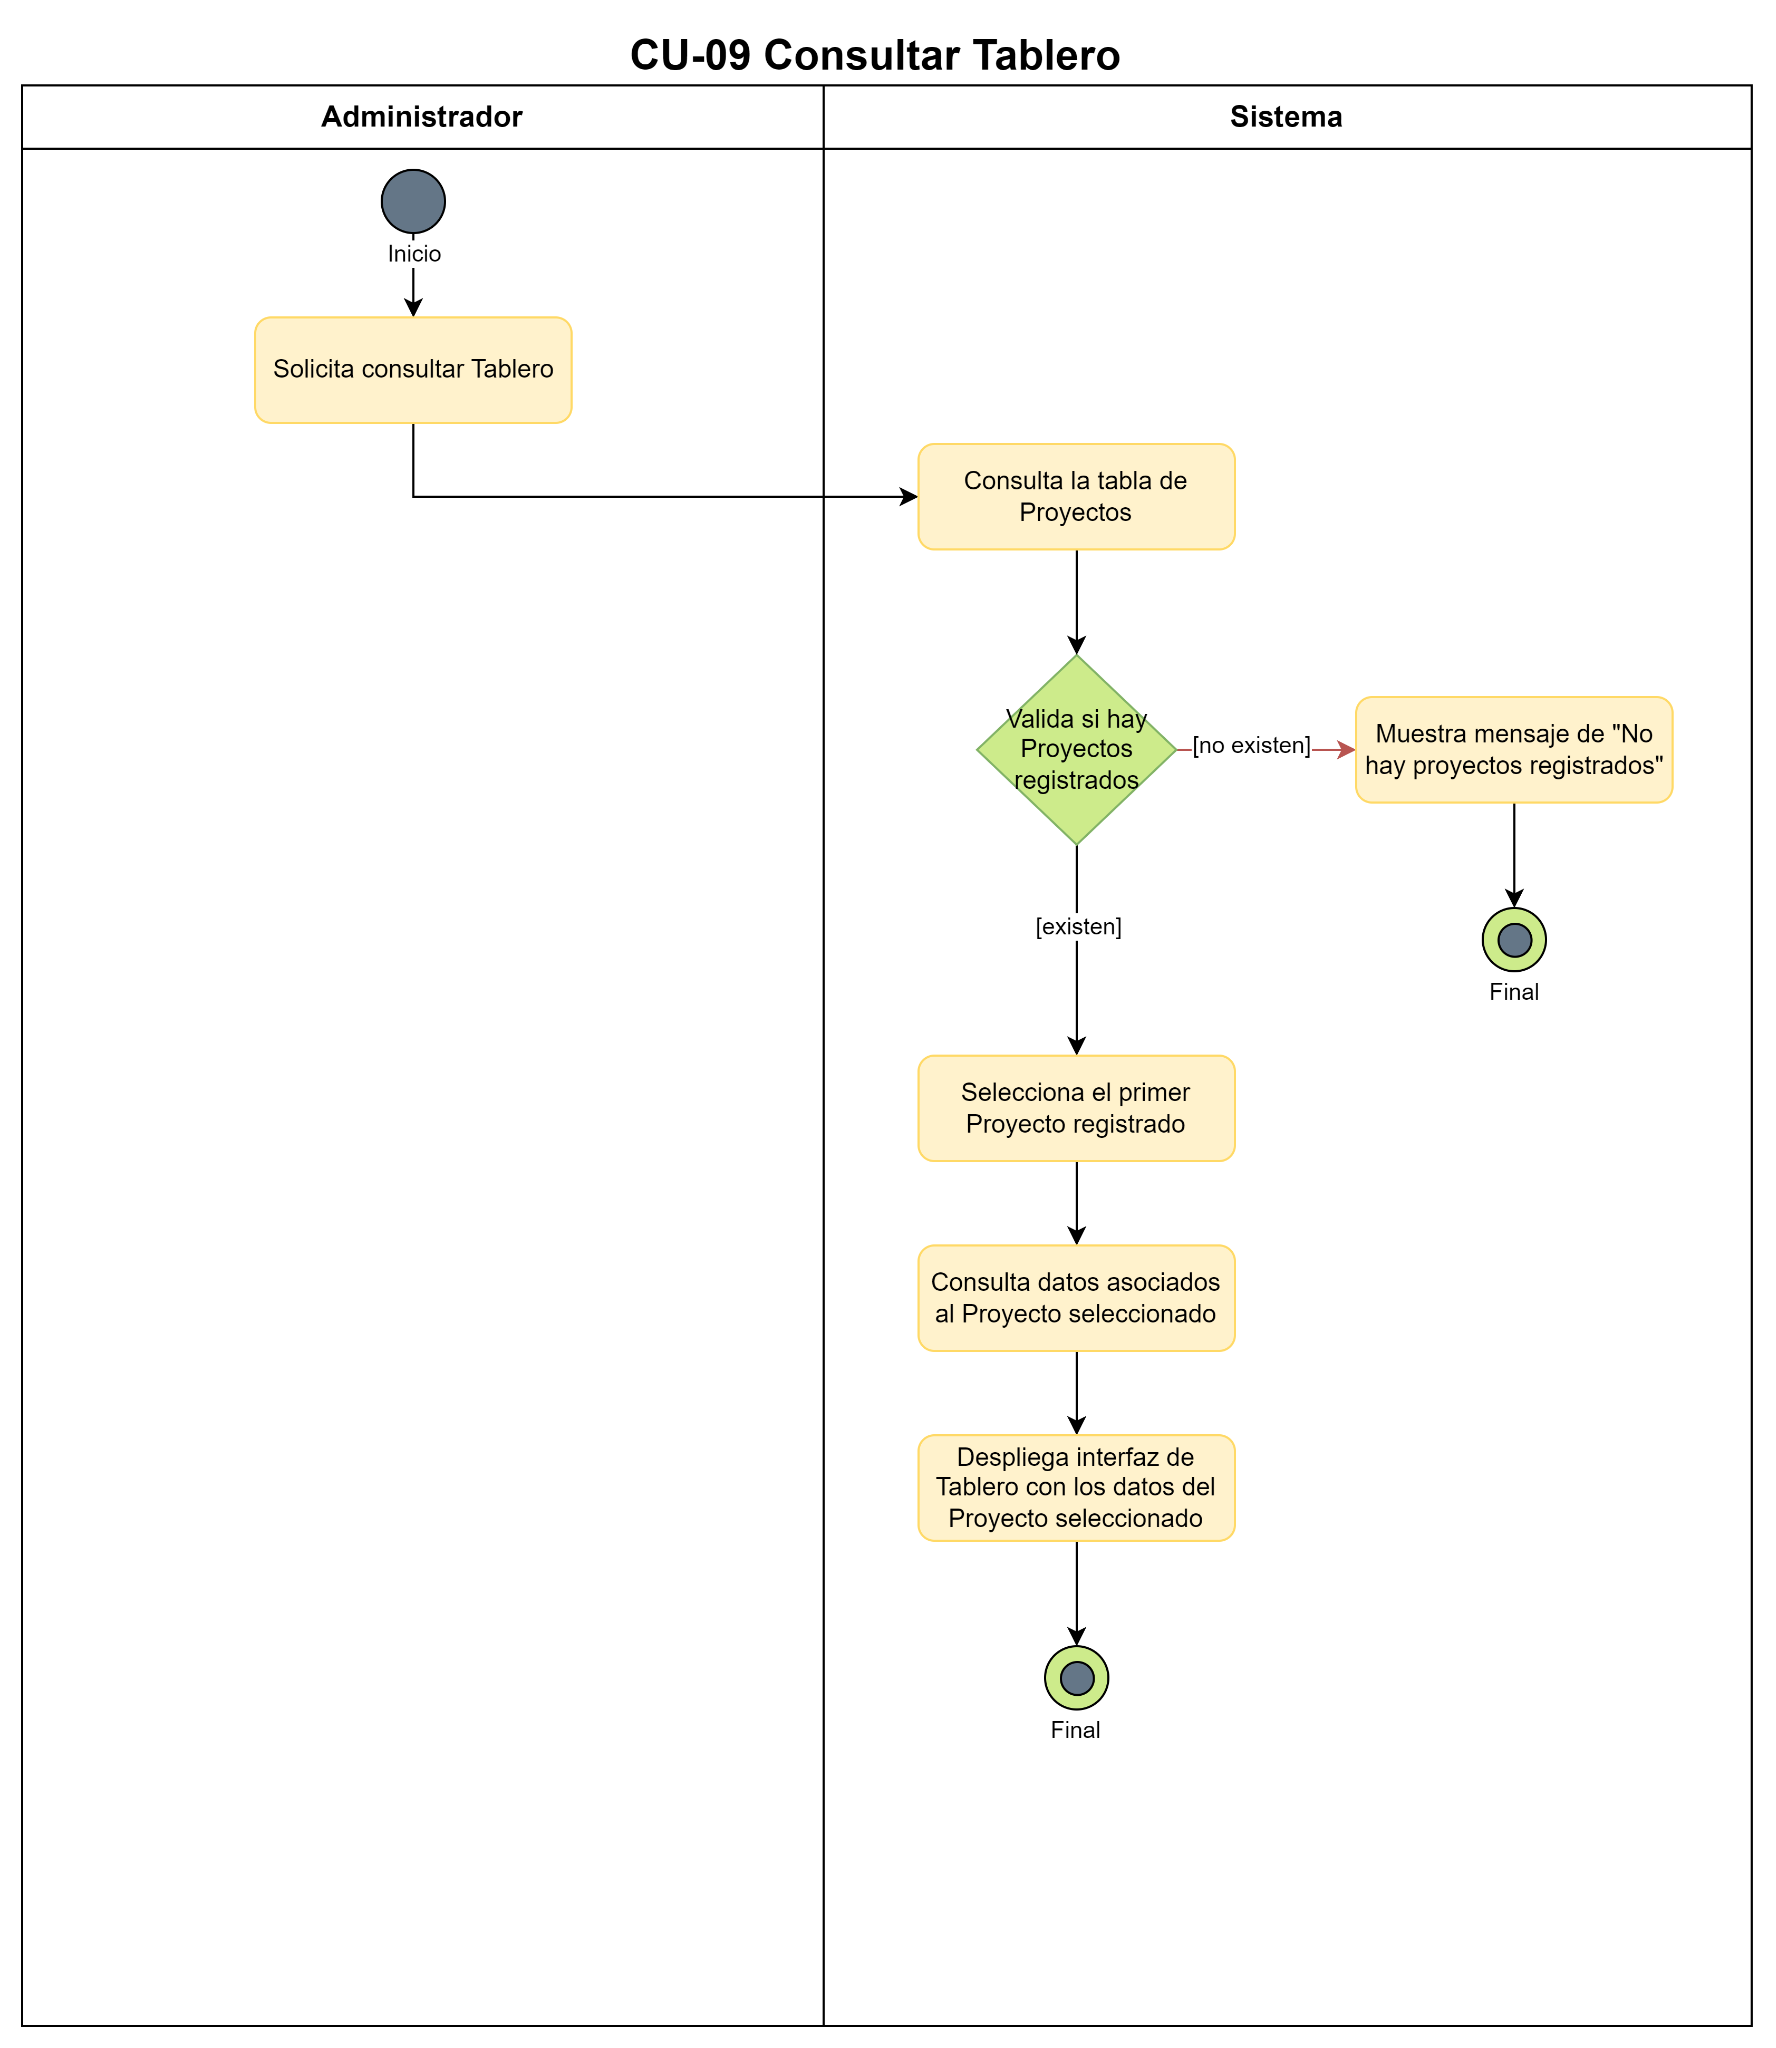 CU-09 Consultar Tablero
Administrador
Sistema
Inicio
Solicita consultar Tablero
Consulta la tabla de
Proyectos
Valida si hay
Proyectos
registrados
[no existen]
Muestra mensaje de "No
hay proyectos registrados"
[existen]
Final
Selecciona el primer
Proyecto registrado
Consulta datos asociados
al Proyecto seleccionado
Despliega interfaz de
Tablero con los datos del
Proyecto seleccionado
Final